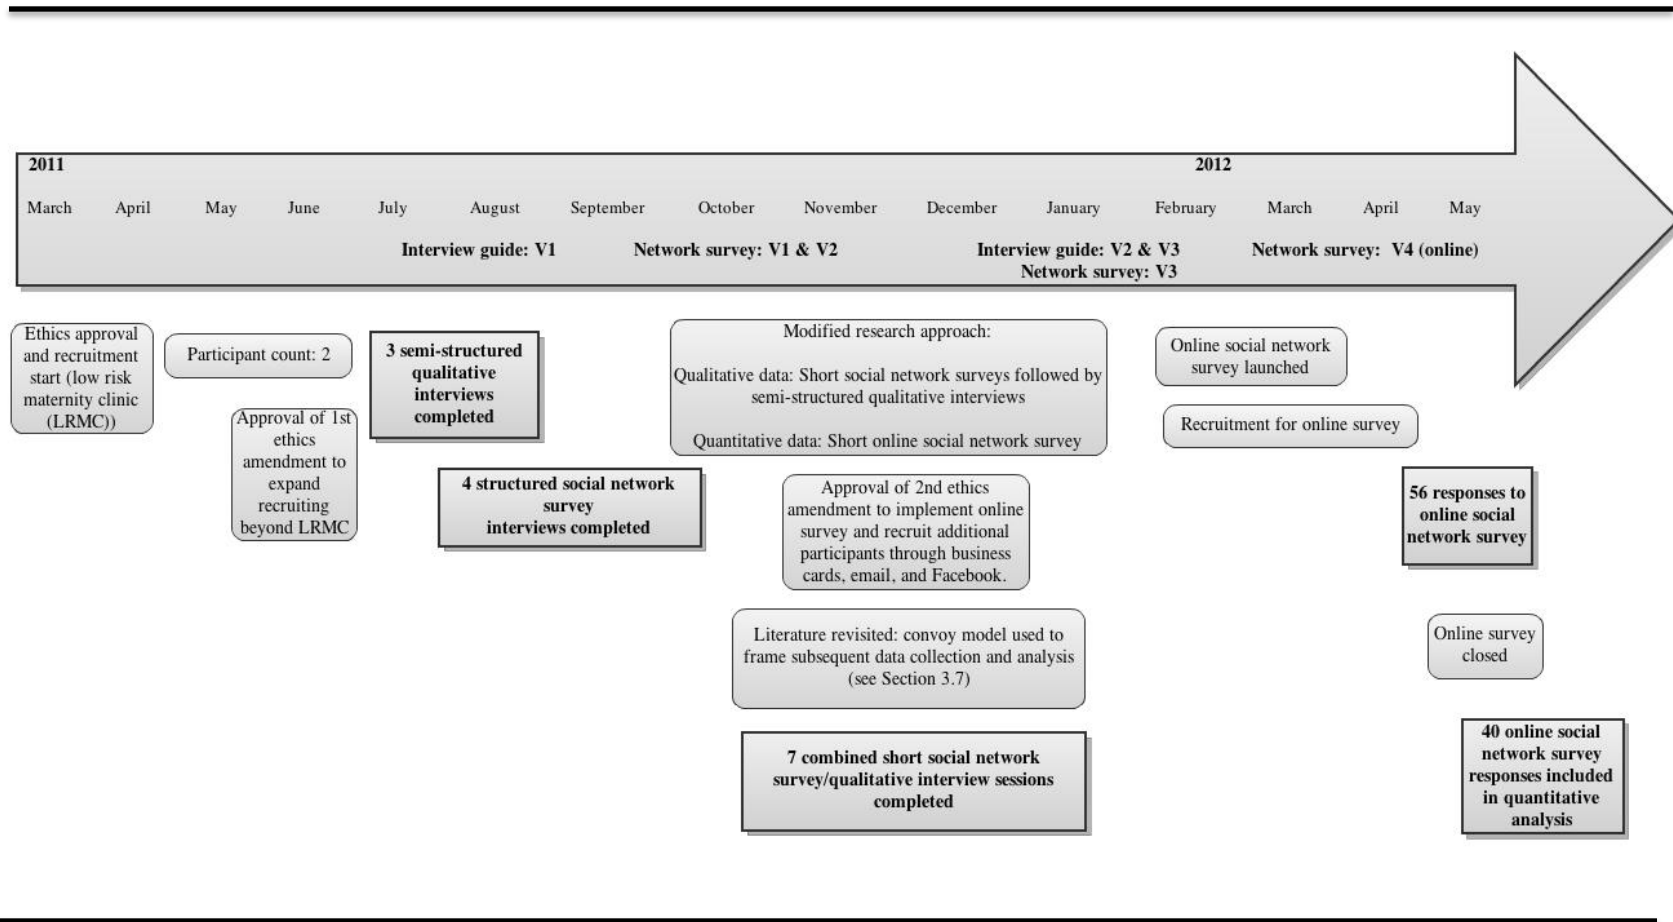 2011
2012
March April May June July August September October November December January February March April May
Interview guide: V1
Network survey: V1 & V2
Interview guide: V2 & V3
Network survey: V3
Network survey: V4 (online)
Ethics approval
and recruitment
start (low risk
maternity clinic
(LRMC))
Participant count: 2
Approval of 1st
ethics
amendment to
expand
recruiting
beyond LRMC
3 semi-structured
qualitative
interviews
completed
4 structured social network
survey
interviews completed
Modified research approach:
Qualitative data: Short social network surveys followed by
semi-structured qualitative interviews
Quantitative data: Short online social network survey
Approval of 2nd ethics
amendment to implement online
survey and recruit additional
participants through business
cards, email, and Facebook.
Literature revisited: convoy model used to
frame subsequent data collection and analysis
(see Section 3.7)
7 combined short social network
survey/qualitative interview sessions
completed
Online social network
survey launched
Recruitment for online survey
56 responses to
online social
network survey
Online survey
closed
40 online social
network survey
responses included
in quantitative
analysis